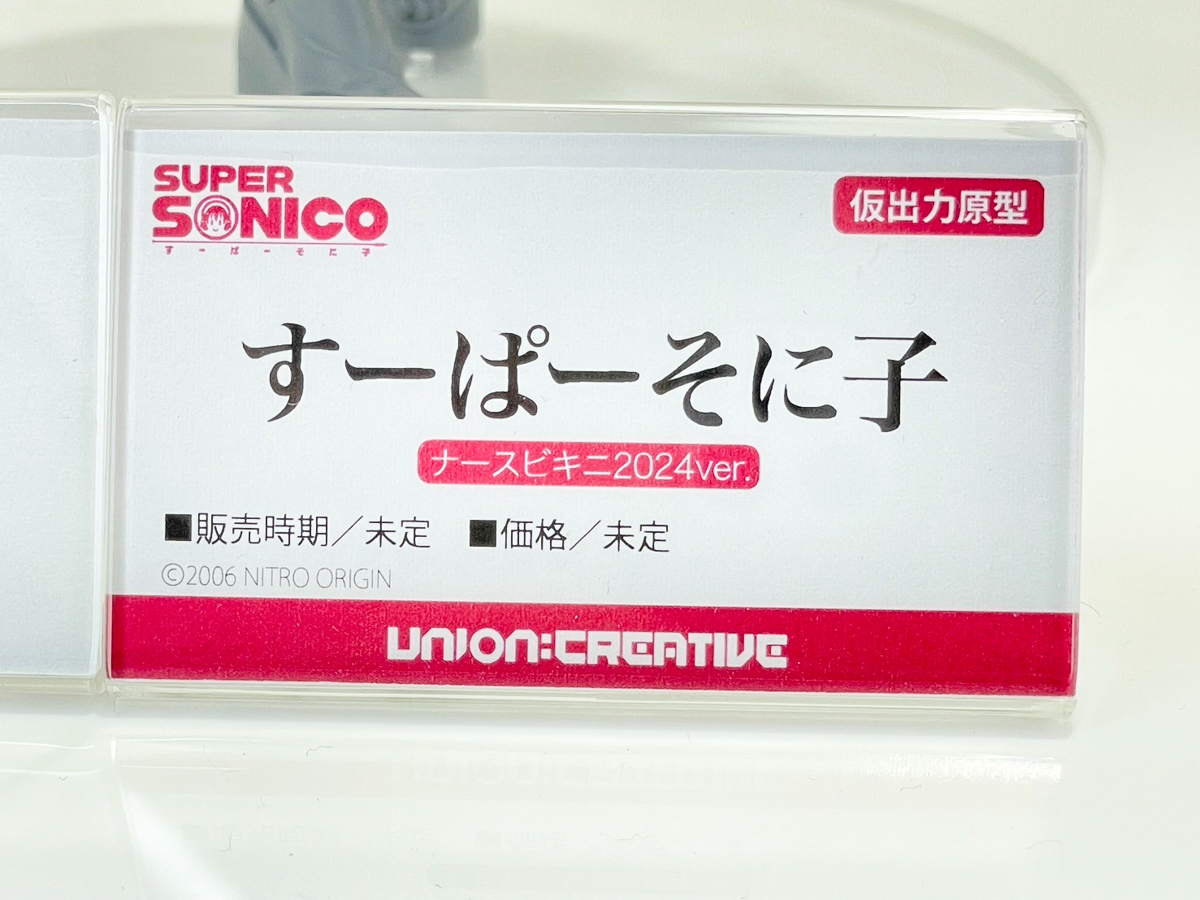 SUPER
SONICO
すーぱーそに子
仮出力原型
すーぱーそに子
ナースビキニ2024ver.
■販売時期／未定 ■価格／未定
©2006 NITRO ORIGIN
UNION:CREATIVE